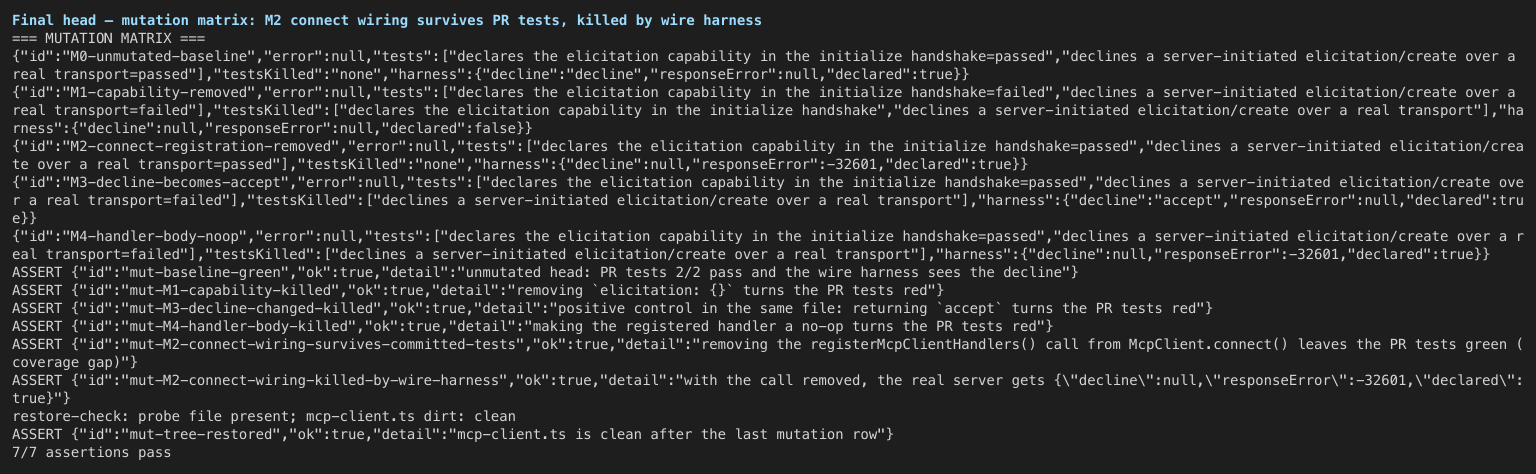 Final head — mutation matrix: M2 connect wiring survives PR tests, killed by wire harness
=== MUTATION MATRIX ===
{"id":"M0-unmutated-baseline","error":null,"tests":["declares the elicitation capability in the initialize handshake=passed","declines a server-initiated elicitation/create over a
real transport=passed"],"testsKilled":"none","harness":{"decline":"decline","responseError":null,"declared":true}}
{"id":"M1-capability-removed","error":null,"tests":["declares the elicitation capability in the initialize handshake=failed","declines a server-initiated elicitation/create over a
real transport=failed"],"testsKilled":["declares the elicitation capability in the initialize handshake","declines a server-initiated elicitation/create over a real transport"],"ha
rness":{"decline":null,"responseError":null,"declared":false}}
{"id":"M2-connect-registration-removed","error":null,"tests":["declares the elicitation capability in the initialize handshake=passed","declines a server-initiated elicitation/crea
te over a real transport=passed"],"testsKilled":"none","harness":{"decline":null,"responseError":-32601,"declared":true}}
{"id":"M3-decline-becomes-accept","error":null,"tests":["declares the elicitation capability in the initialize handshake=passed","declines a server-initiated elicitation/create ove
r a real transport=failed"],"testsKilled":["declines a server-initiated elicitation/create over a real transport"],"harness":{"decline":"accept","responseError":null,"declared":tru
e}}
{"id":"M4-handler-body-noop","error":null,"tests":["declares the elicitation capability in the initialize handshake=passed","declines a server-initiated elicitation/create over a r
eal transport=failed"],"testsKilled":["declines a server-initiated elicitation/create over a real transport"],"harness":{"decline":null,"responseError":-32601,"declared":true}}
ASSERT {"id":"mut-baseline-green","ok":true,"detail":"unmutated head: PR tests 2/2 pass and the wire harness sees the decline"}
ASSERT {"id":"mut-M1-capability-killed","ok":true,"detail":"removing `elicitation: {}` turns the PR tests red"}
ASSERT {"id":"mut-M3-decline-changed-killed","ok":true,"detail":"positive control in the same file: returning `accept` turns the PR tests red"}
ASSERT {"id":"mut-M4-handler-body-killed","ok":true,"detail":"making the registered handler a no-op turns the PR tests red"}
ASSERT {"id":"mut-M2-connect-wiring-survives-committed-tests","ok":true,"detail":"removing the registerMcpClientHandlers() call from McpClient.connect() leaves the PR tests green (
coverage gap)"}
ASSERT {"id":"mut-M2-connect-wiring-killed-by-wire-harness","ok":true,"detail":"with the call removed, the real server gets {\"decline\":null,\"responseError\":-32601,\"declared\":
true}"}
restore-check: probe file present; mcp-client.ts dirt: clean
ASSERT {"id":"mut-tree-restored","ok":true,"detail":"mcp-client.ts is clean after the last mutation row"}
7/7 assertions pass